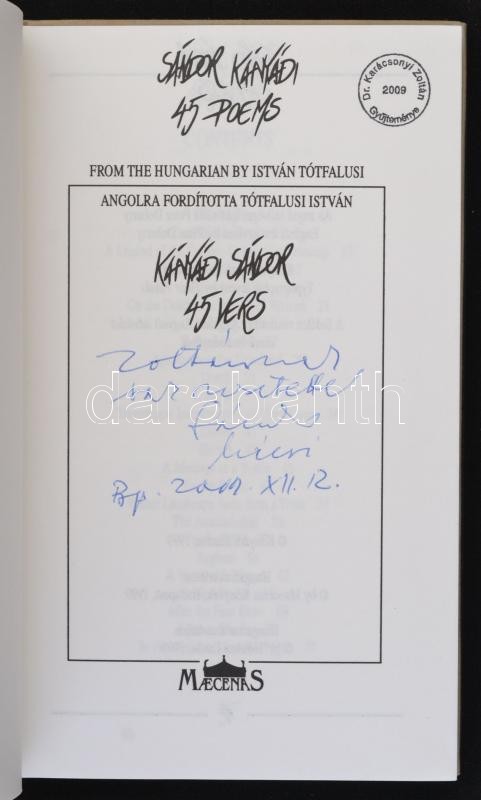 SÁNDOR KÁNYÁDI
45 POEMS
Dr. Karácsonyi Zoltán
2009
Gyűjteménye
FROM THE HUNGARIAN BY ISTVÁN TÓTFALUSI
ANGOLRA FORDÍTOTTA TÓTFALUSI ISTVÁN
KÁNYÁDI SÁNDOR
45 VERS
Zoltánnak
szeretettel
darabanth
Bp. 2009. XII. 12.
MÆCENAS